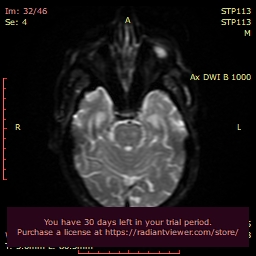 Im: 32/46
Se: 4
A
STP113
STP113
M
Ax DWI B 1000
R
L
You have 30 days left in your trial period.
Purchase a license at https://radiantviewer.com/store/